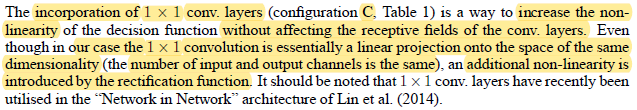 The incorporation of 1 × 1 conv. layers (configuration C, Table 1) is a way to increase the non-
linearity of the decision function without affecting the receptive fields of the conv. layers. Even
though in our case the 1 × 1 convolution is essentially a linear projection onto the space of the same
dimensionality (the number of input and output channels is the same), an additional non-linearity is
introduced by the rectification function. It should be noted that 1 × 1 conv. layers have recently been
utilised in the “Network in Network” architecture of Lin et al. (2014).